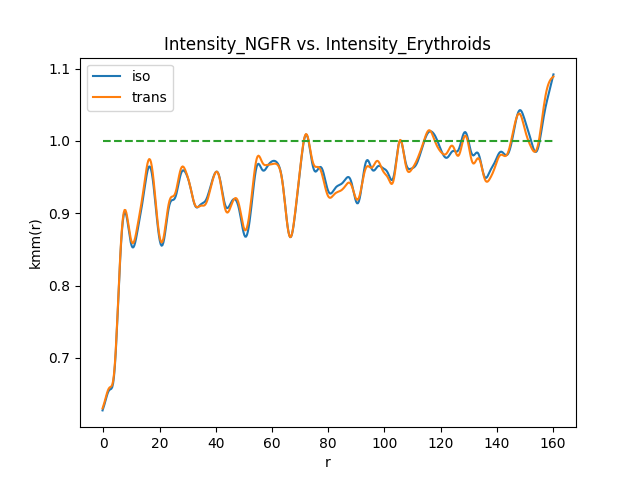 Intensity_NGFR vs. Intensity_Erythroids
iso
trans
1.1
1.0
0.9
0.8
0.7
kmm(r)
0 20 40 60 80 100 120 140 160
r